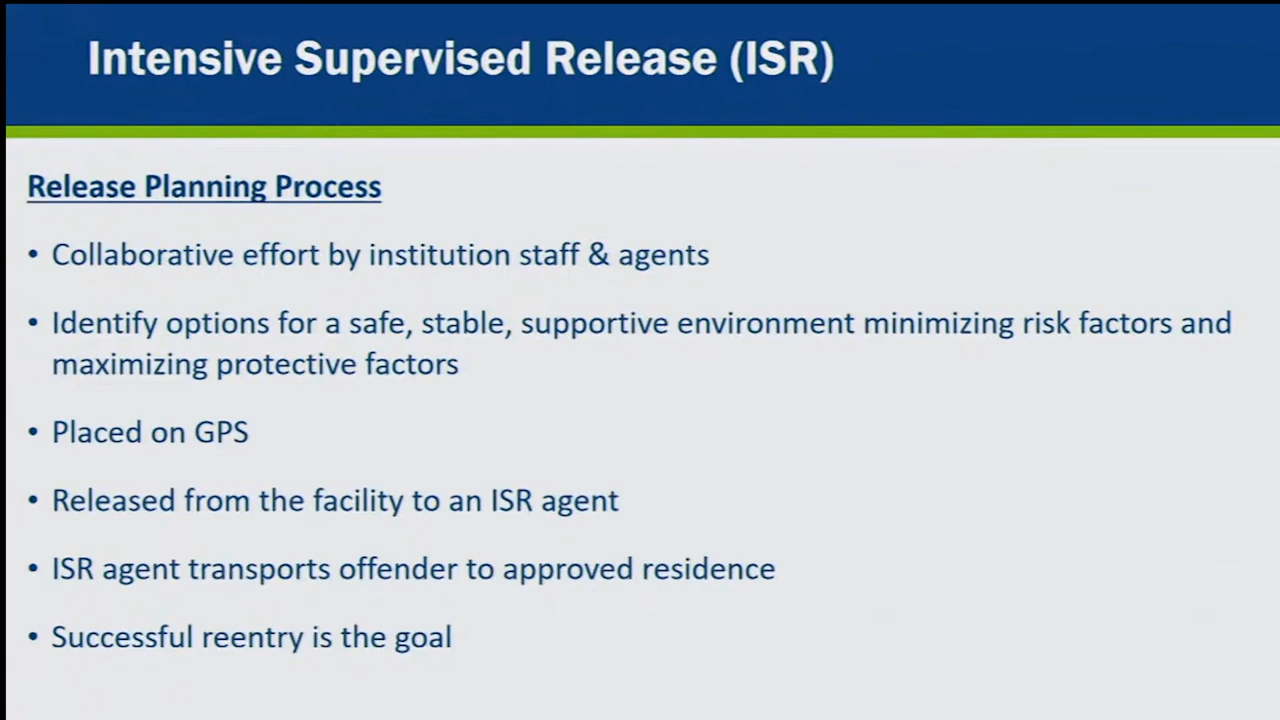 Intensive Supervised Release (ISR)
Release Planning Process
• Collaborative effort by institution staff & agents
• Identify options for a safe, stable, supportive environment minimizing risk factors and
maximizing protective factors
• Placed on GPS
• Released from the facility to an ISR agent
• ISR agent transports offender to approved residence
• Successful reentry is the goal